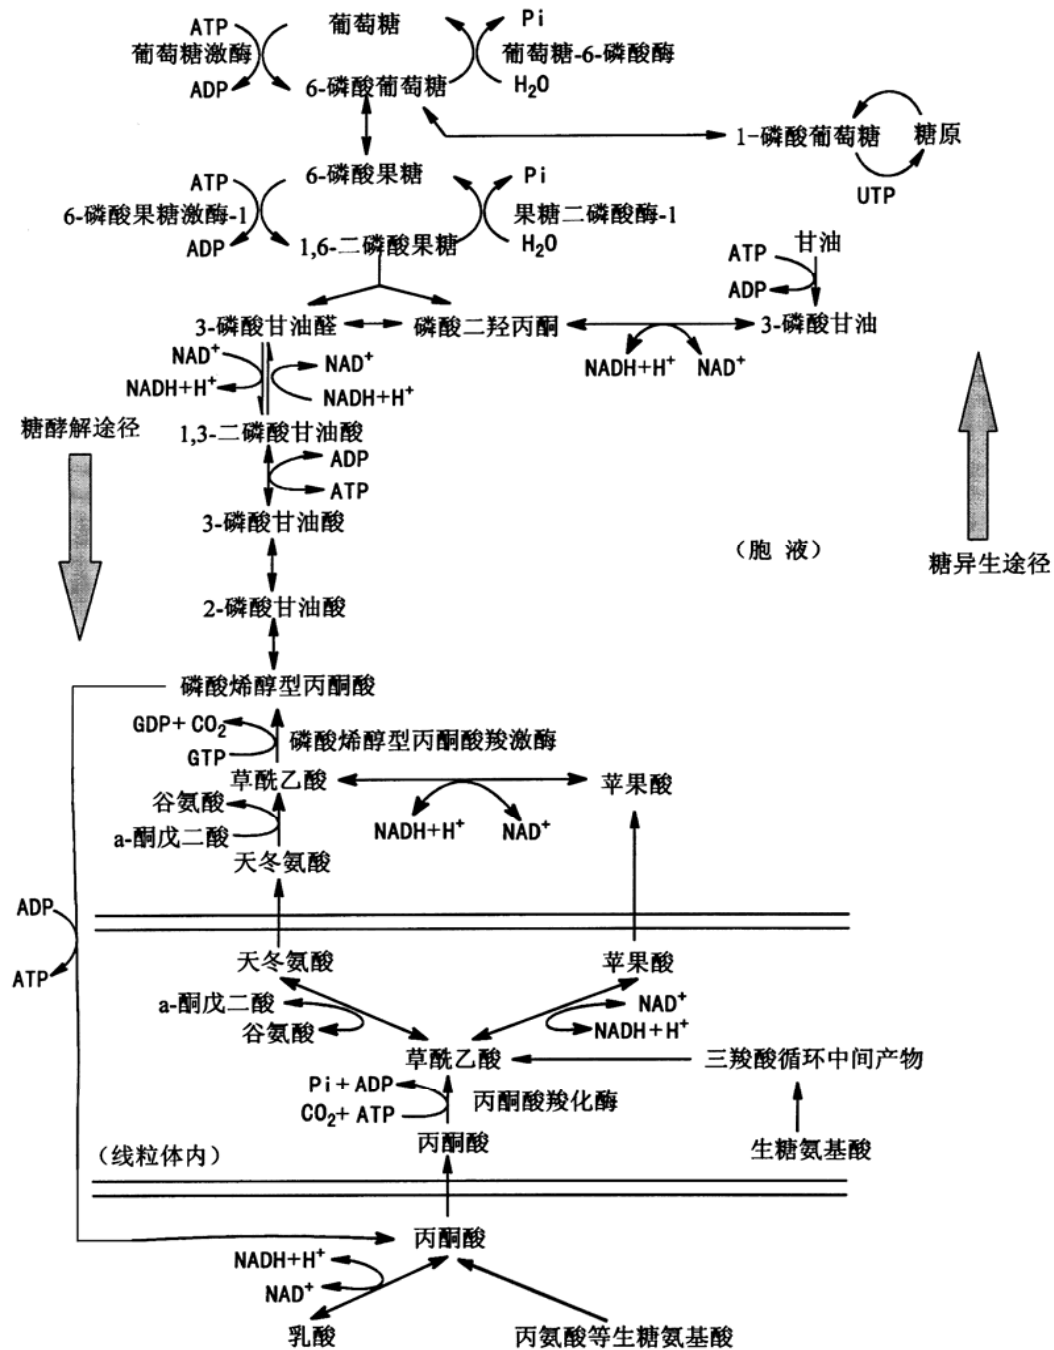 ATP
葡萄糖
Pi
葡萄糖激酶
葡萄糖-6-磷酸酶
ADP
6-磷酸葡萄糖
H₂O
1-磷酸葡萄糖
糖原
UTP
ATP
6-磷酸果糖
Pi
6-磷酸果糖激酶-1
果糖二磷酸酶-1
ADP
1,6-二磷酸果糖
H₂O
甘油
ATP
ADP
3-磷酸甘油醛
磷酸二羟丙酮
3-磷酸甘油
NAD⁺
NAD⁺
NADH+H⁺
NAD⁺
NADH+H⁺
NADH+H⁺
糖酵解途径
1,3-二磷酸甘油酸
ADP
ATP
3-磷酸甘油酸
（胞 液）
糖异生途径
2-磷酸甘油酸
磷酸烯醇型丙酮酸
GDP+CO₂
磷酸烯醇型丙酮酸羧激酶
GTP
草酰乙酸
苹果酸
谷氨酸
NADH+H⁺
NAD⁺
a-酮戊二酸
天冬氨酸
ADP
ATP
天冬氨酸
苹果酸
a-酮戊二酸
NAD⁺
谷氨酸
NADH+H⁺
草酰乙酸
三羧酸循环中间产物
Pi+ADP
丙酮酸羧化酶
CO₂+ATP
丙酮酸
生糖氨基酸
（线粒体内）
丙酮酸
NADH+H⁺
NAD⁺
乳酸
丙氨酸等生糖氨基酸